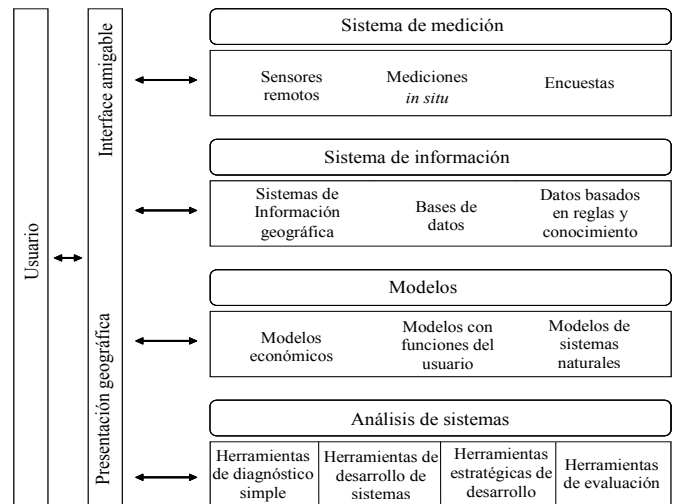 Usuario
Interface amigable
Presentación geográfica
Sistema de medición
Sensores
remotos
Mediciones
in situ
Encuestas
Sistema de información
Sistemas de
Información
geográfica
Bases de
datos
Datos basados
en reglas y
conocimiento
Modelos
Modelos
económicos
Modelos con
funciones del
usuario
Modelos de
sistemas
naturales
Análisis de sistemas
Herramientas
de diagnóstico
simple
Herramientas de
desarrollo de
sistemas
Herramientas
estratégicas de
desarrollo
Herramientas
de evaluación